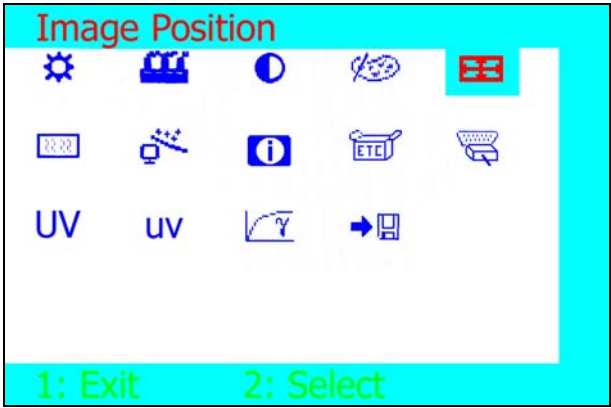 Image Position
i
ETC
UV uv γ
1: Exit 2: Select